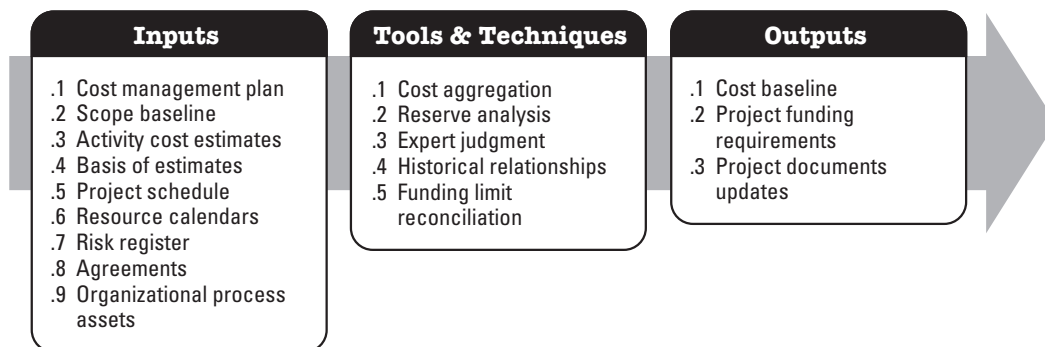 Inputs
.1 Cost management plan
.2 Scope baseline
.3 Activity cost estimates
.4 Basis of estimates
.5 Project schedule
.6 Resource calendars
.7 Risk register
.8 Agreements
.9 Organizational process
assets
Tools & Techniques
.1 Cost aggregation
.2 Reserve analysis
.3 Expert judgment
.4 Historical relationships
.5 Funding limit
reconciliation
Outputs
.1 Cost baseline
.2 Project funding
requirements
.3 Project documents
updates